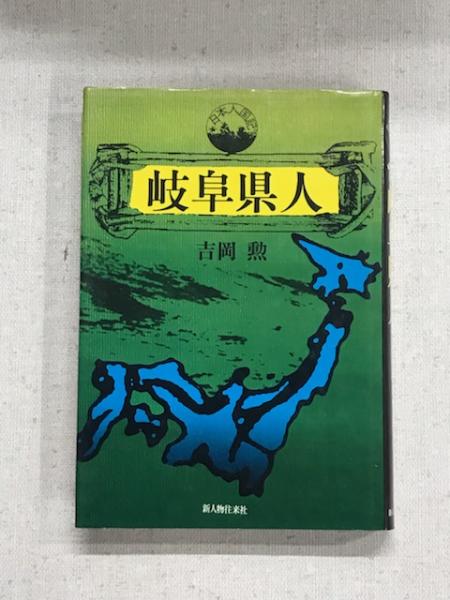 日本人国記
岐阜県人
吉岡 勲
新人物往来社